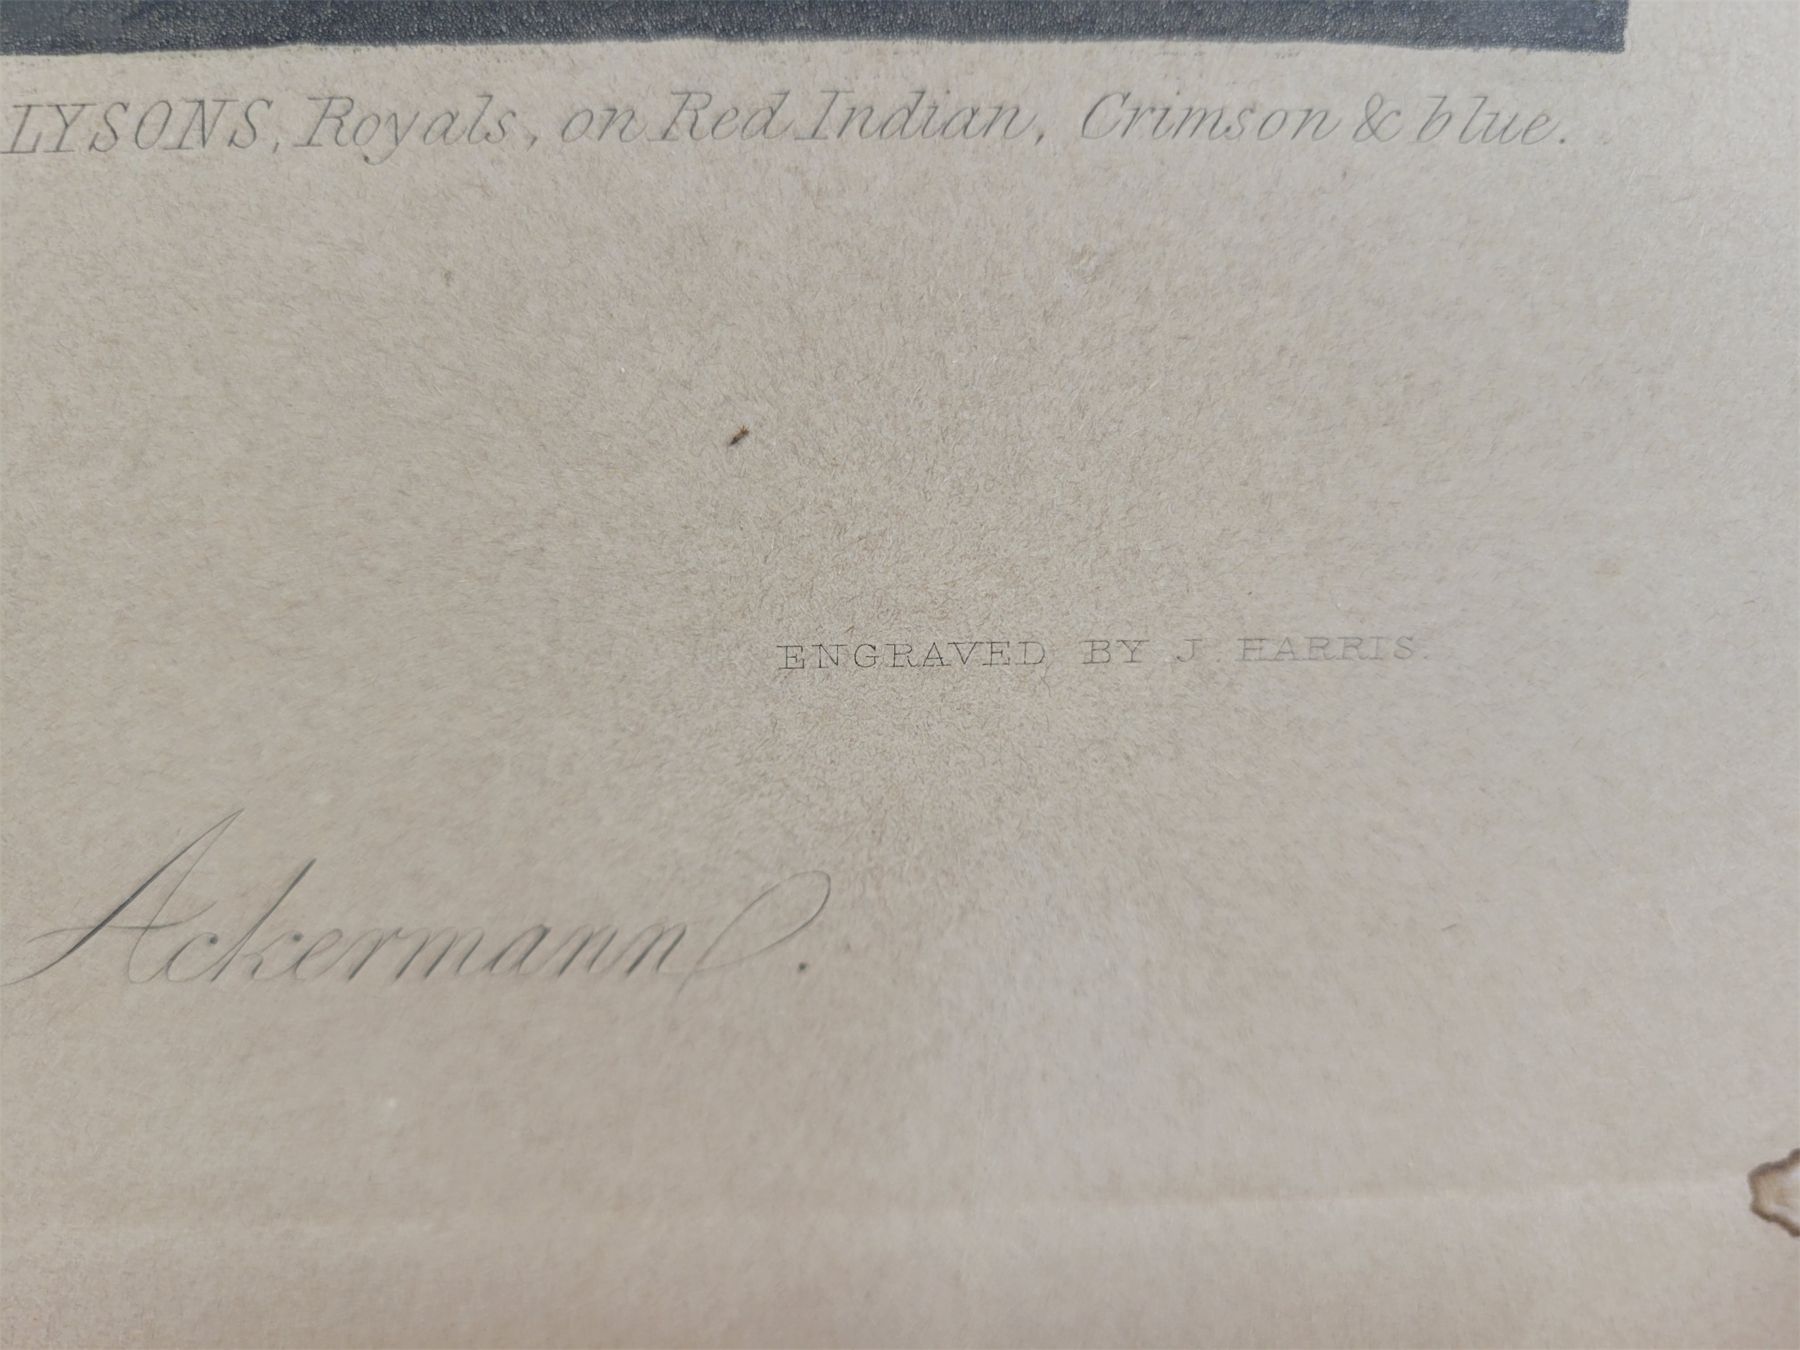 LYSONS, Royals, on Red Indian, Crimson & blue.
ENGRAVED BY J. HARRIS.
Ackermann.